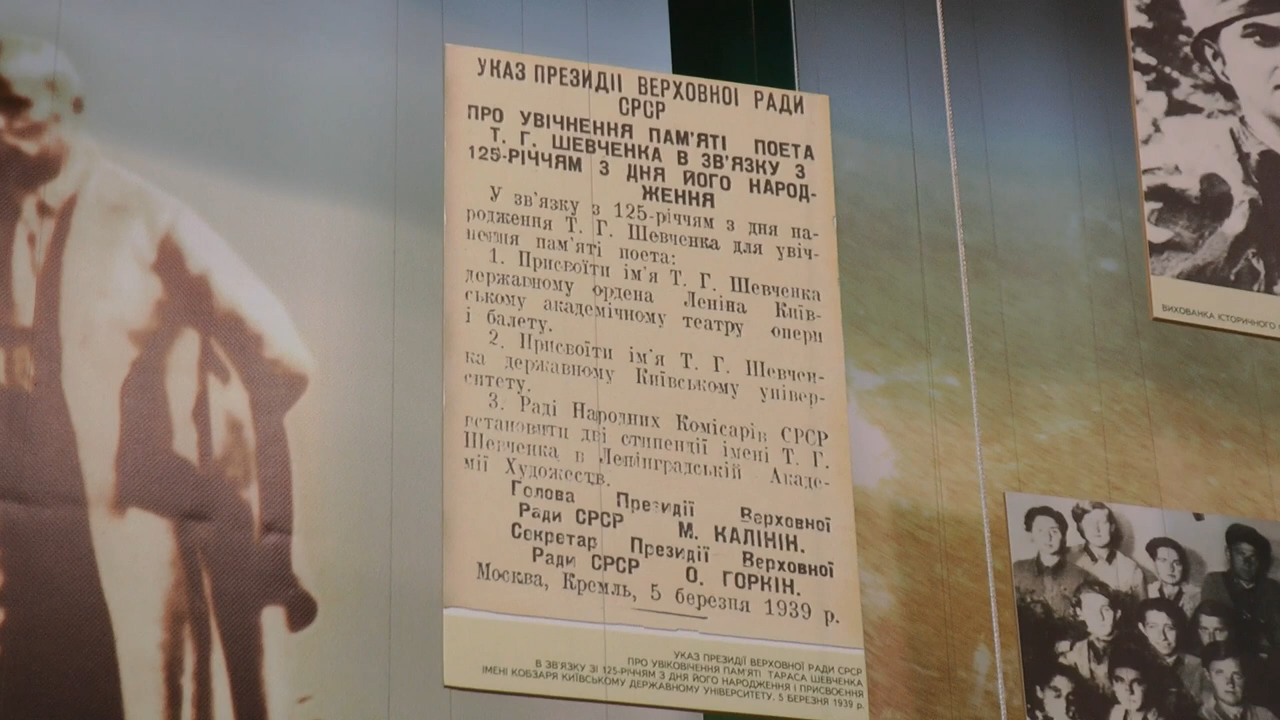 УКАЗ ПРЕЗИДІЇ ВЕРХОВНОЇ РАДИ
СРСР
ПРО УВІЧНЕННЯ ПАМ'ЯТІ ПОЕТА
Т. Г. ШЕВЧЕНКА В ЗВ'ЯЗКУ З
125-РІЧЧЯМ З ДНЯ ЙОГО НАРОД-
ЖЕННЯ
У зв'язку з 125-річчям з дня на-
родження Т. Г. Шевченка для увіч-
нення пам'яті поета:
1. Присвоїти ім'я Т. Г. Шевченка
державному ордена Леніна Київ-
ському академічному театру опери
і балету.
2. Присвоїти ім'я Т. Г. Шевчен-
ка державному Київському універ-
ситету.
3. Раді Народних Комісарів СРСР
встановити дві стипендії імені Т. Г.
Шевченка в Ленінградській Акаде-
мії Художеств.
Голова Президії Верховної
Ради СРСР М. КАЛІНІН.
Секретар Президії Верховної
Ради СРСР О. ГОРКІН.
Москва, Кремль, 5 березня 1939 р.
УКАЗ ПРЕЗИДІЇ ВЕРХОВНОЇ РАДИ СРСР
ПРО УВІКОВІЧЕННЯ ПАМ'ЯТІ ТАРАСА ШЕВЧЕНКА
В ЗВ'ЯЗКУ ЗІ 125-РІЧЧЯМ З ДНЯ ЙОГО НАРОДЖЕННЯ І ПРИСВОЄННЯ
ІМЕНІ КОБЗАРЯ КИЇВСЬКОМУ ДЕРЖАВНОМУ УНІВЕРСИТЕТУ. 5 БЕРЕЗНЯ 1939 р.
ВИХОВАНКА ІСТОРИЧНОГО